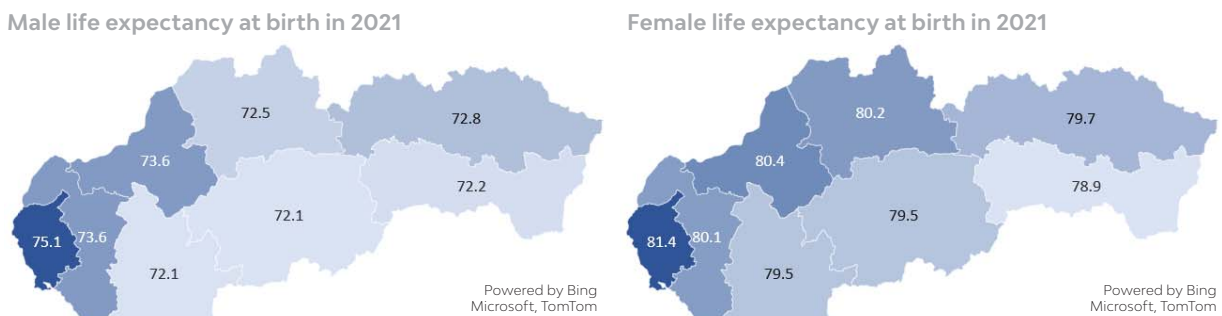 Male life expectancy at birth in 2021
72.5
72.8
73.6
72.2
72.1
75.1
73.6
72.1
Powered by Bing
Microsoft, TomTom
Female life expectancy at birth in 2021
80.2
79.7
80.4
78.9
79.5
81.4
80.1
79.5
Powered by Bing
Microsoft, TomTom